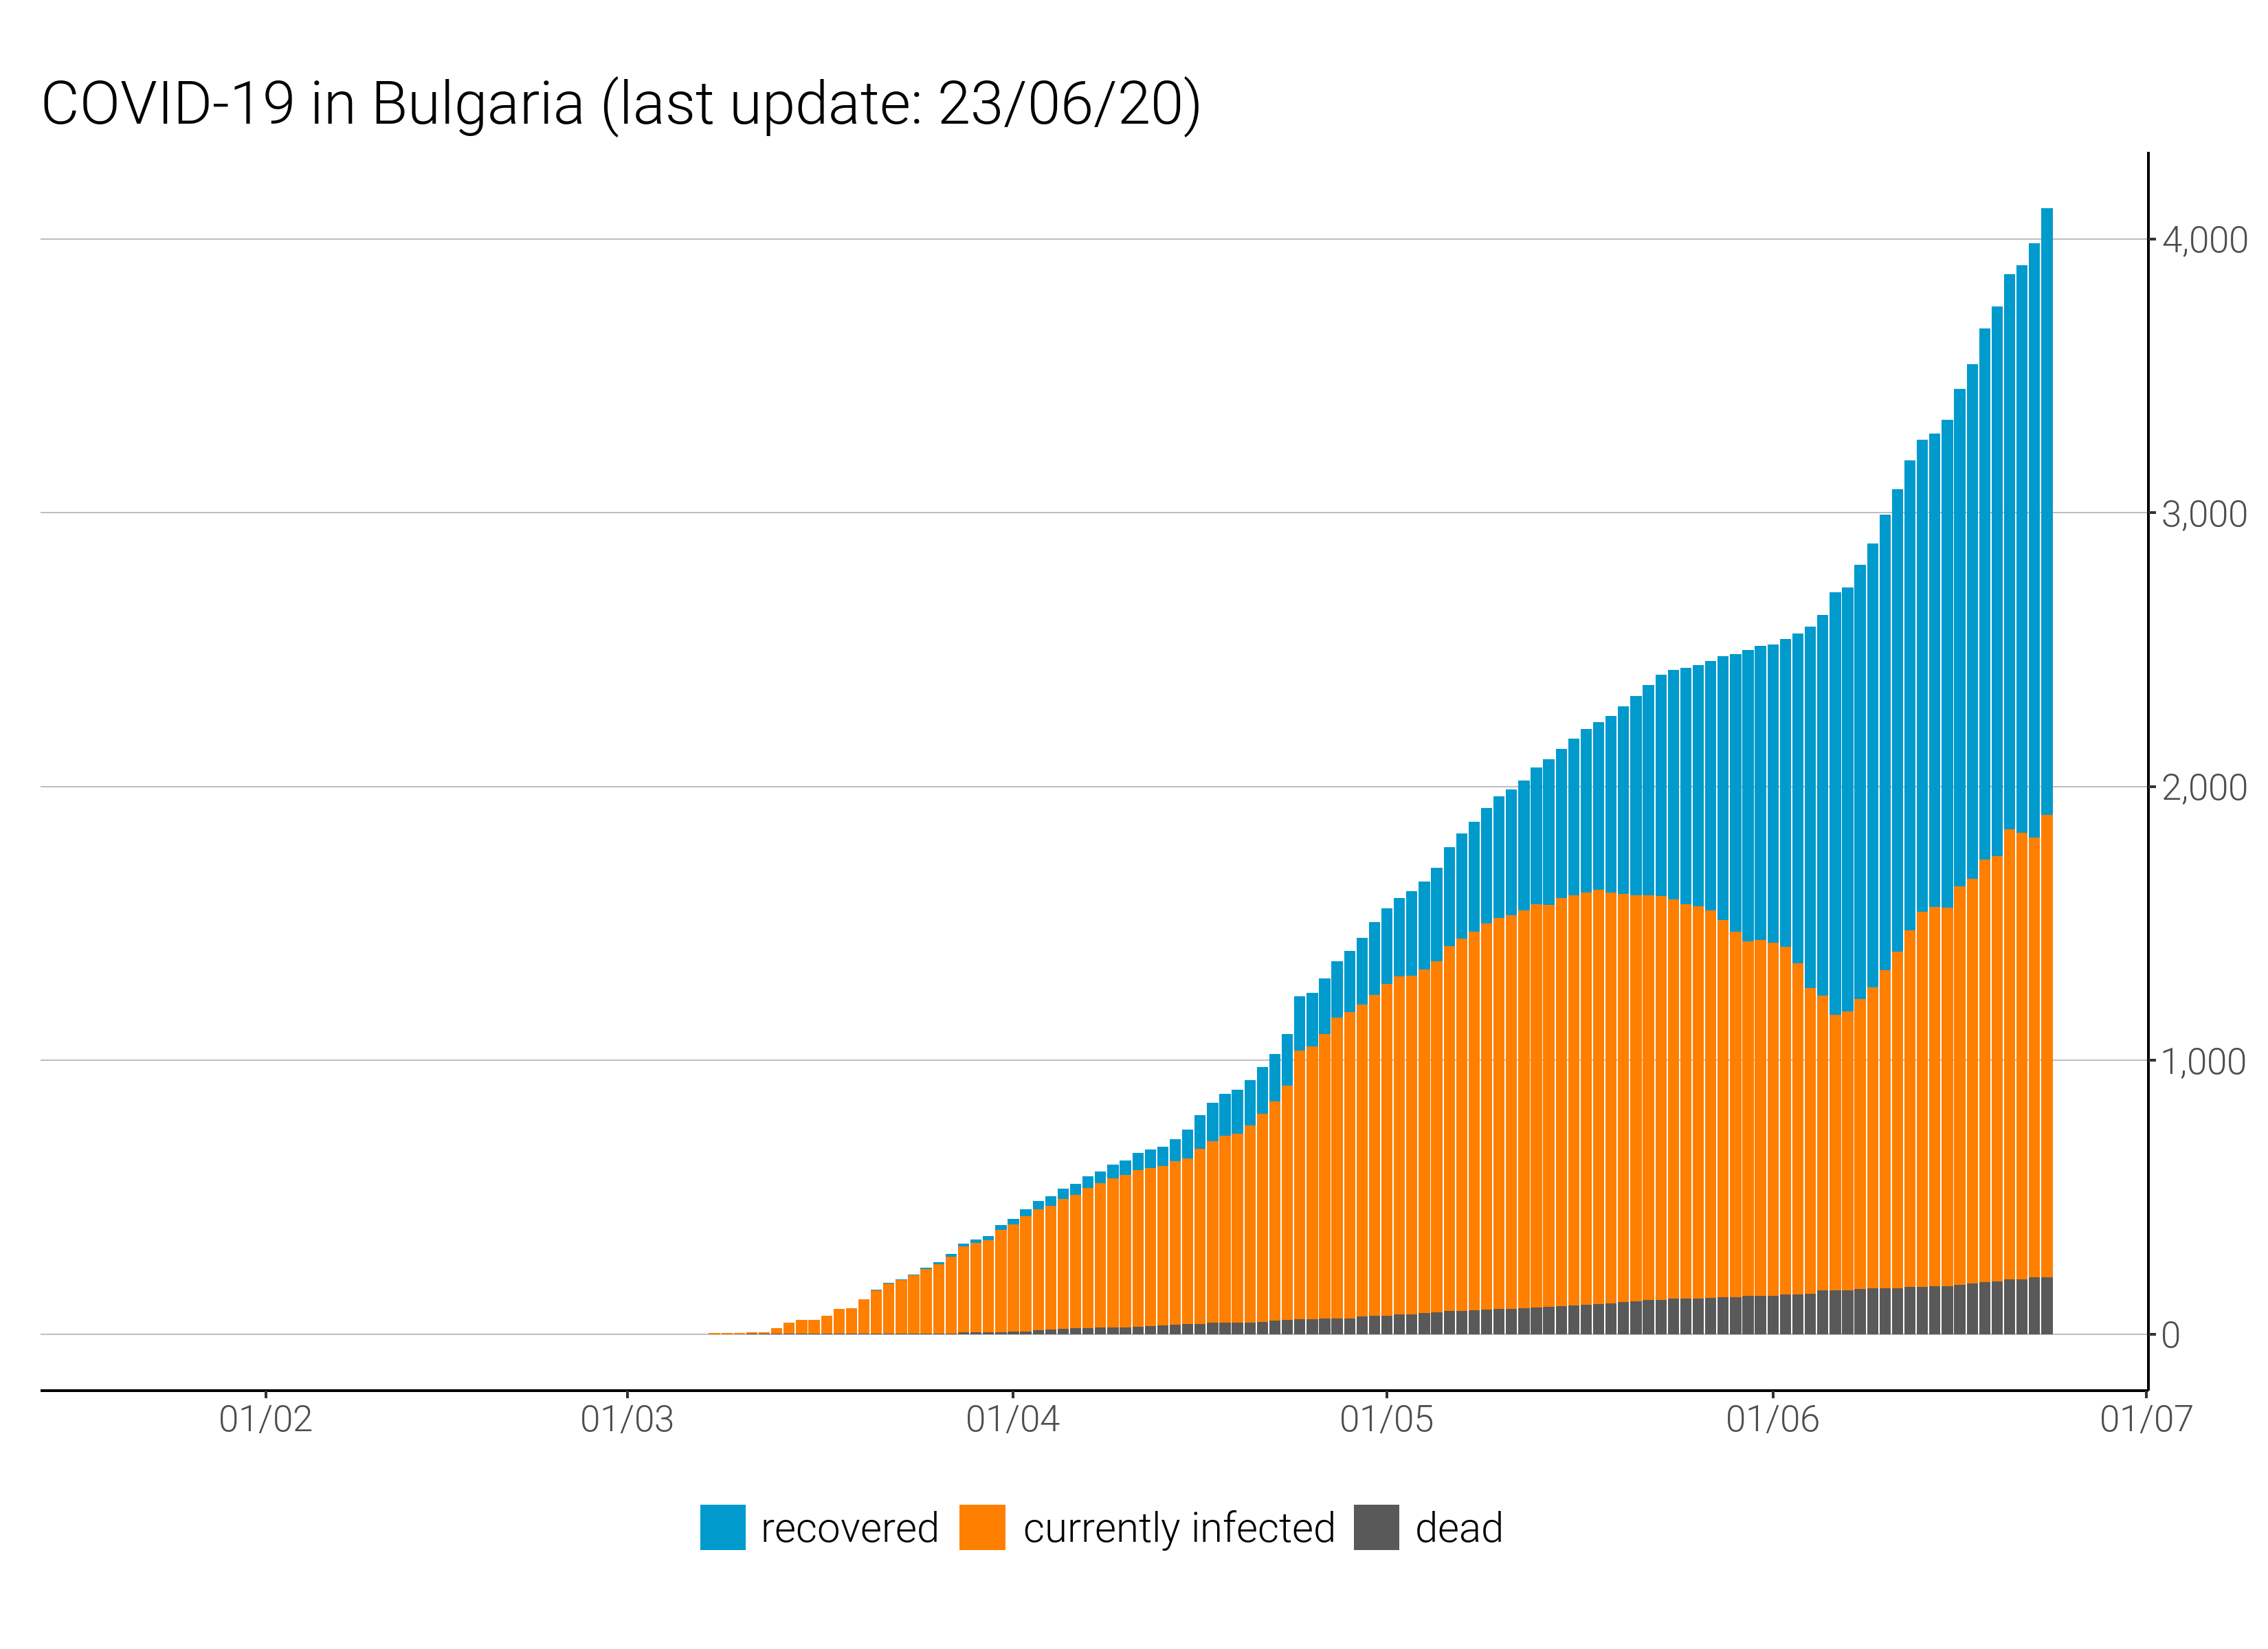 COVID-19 in Bulgaria (last update: 23/06/20)
4,000
3,000
2,000
1,000
0
01/02 01/03 01/04 01/05 01/06 01/07
recovered currently infected dead